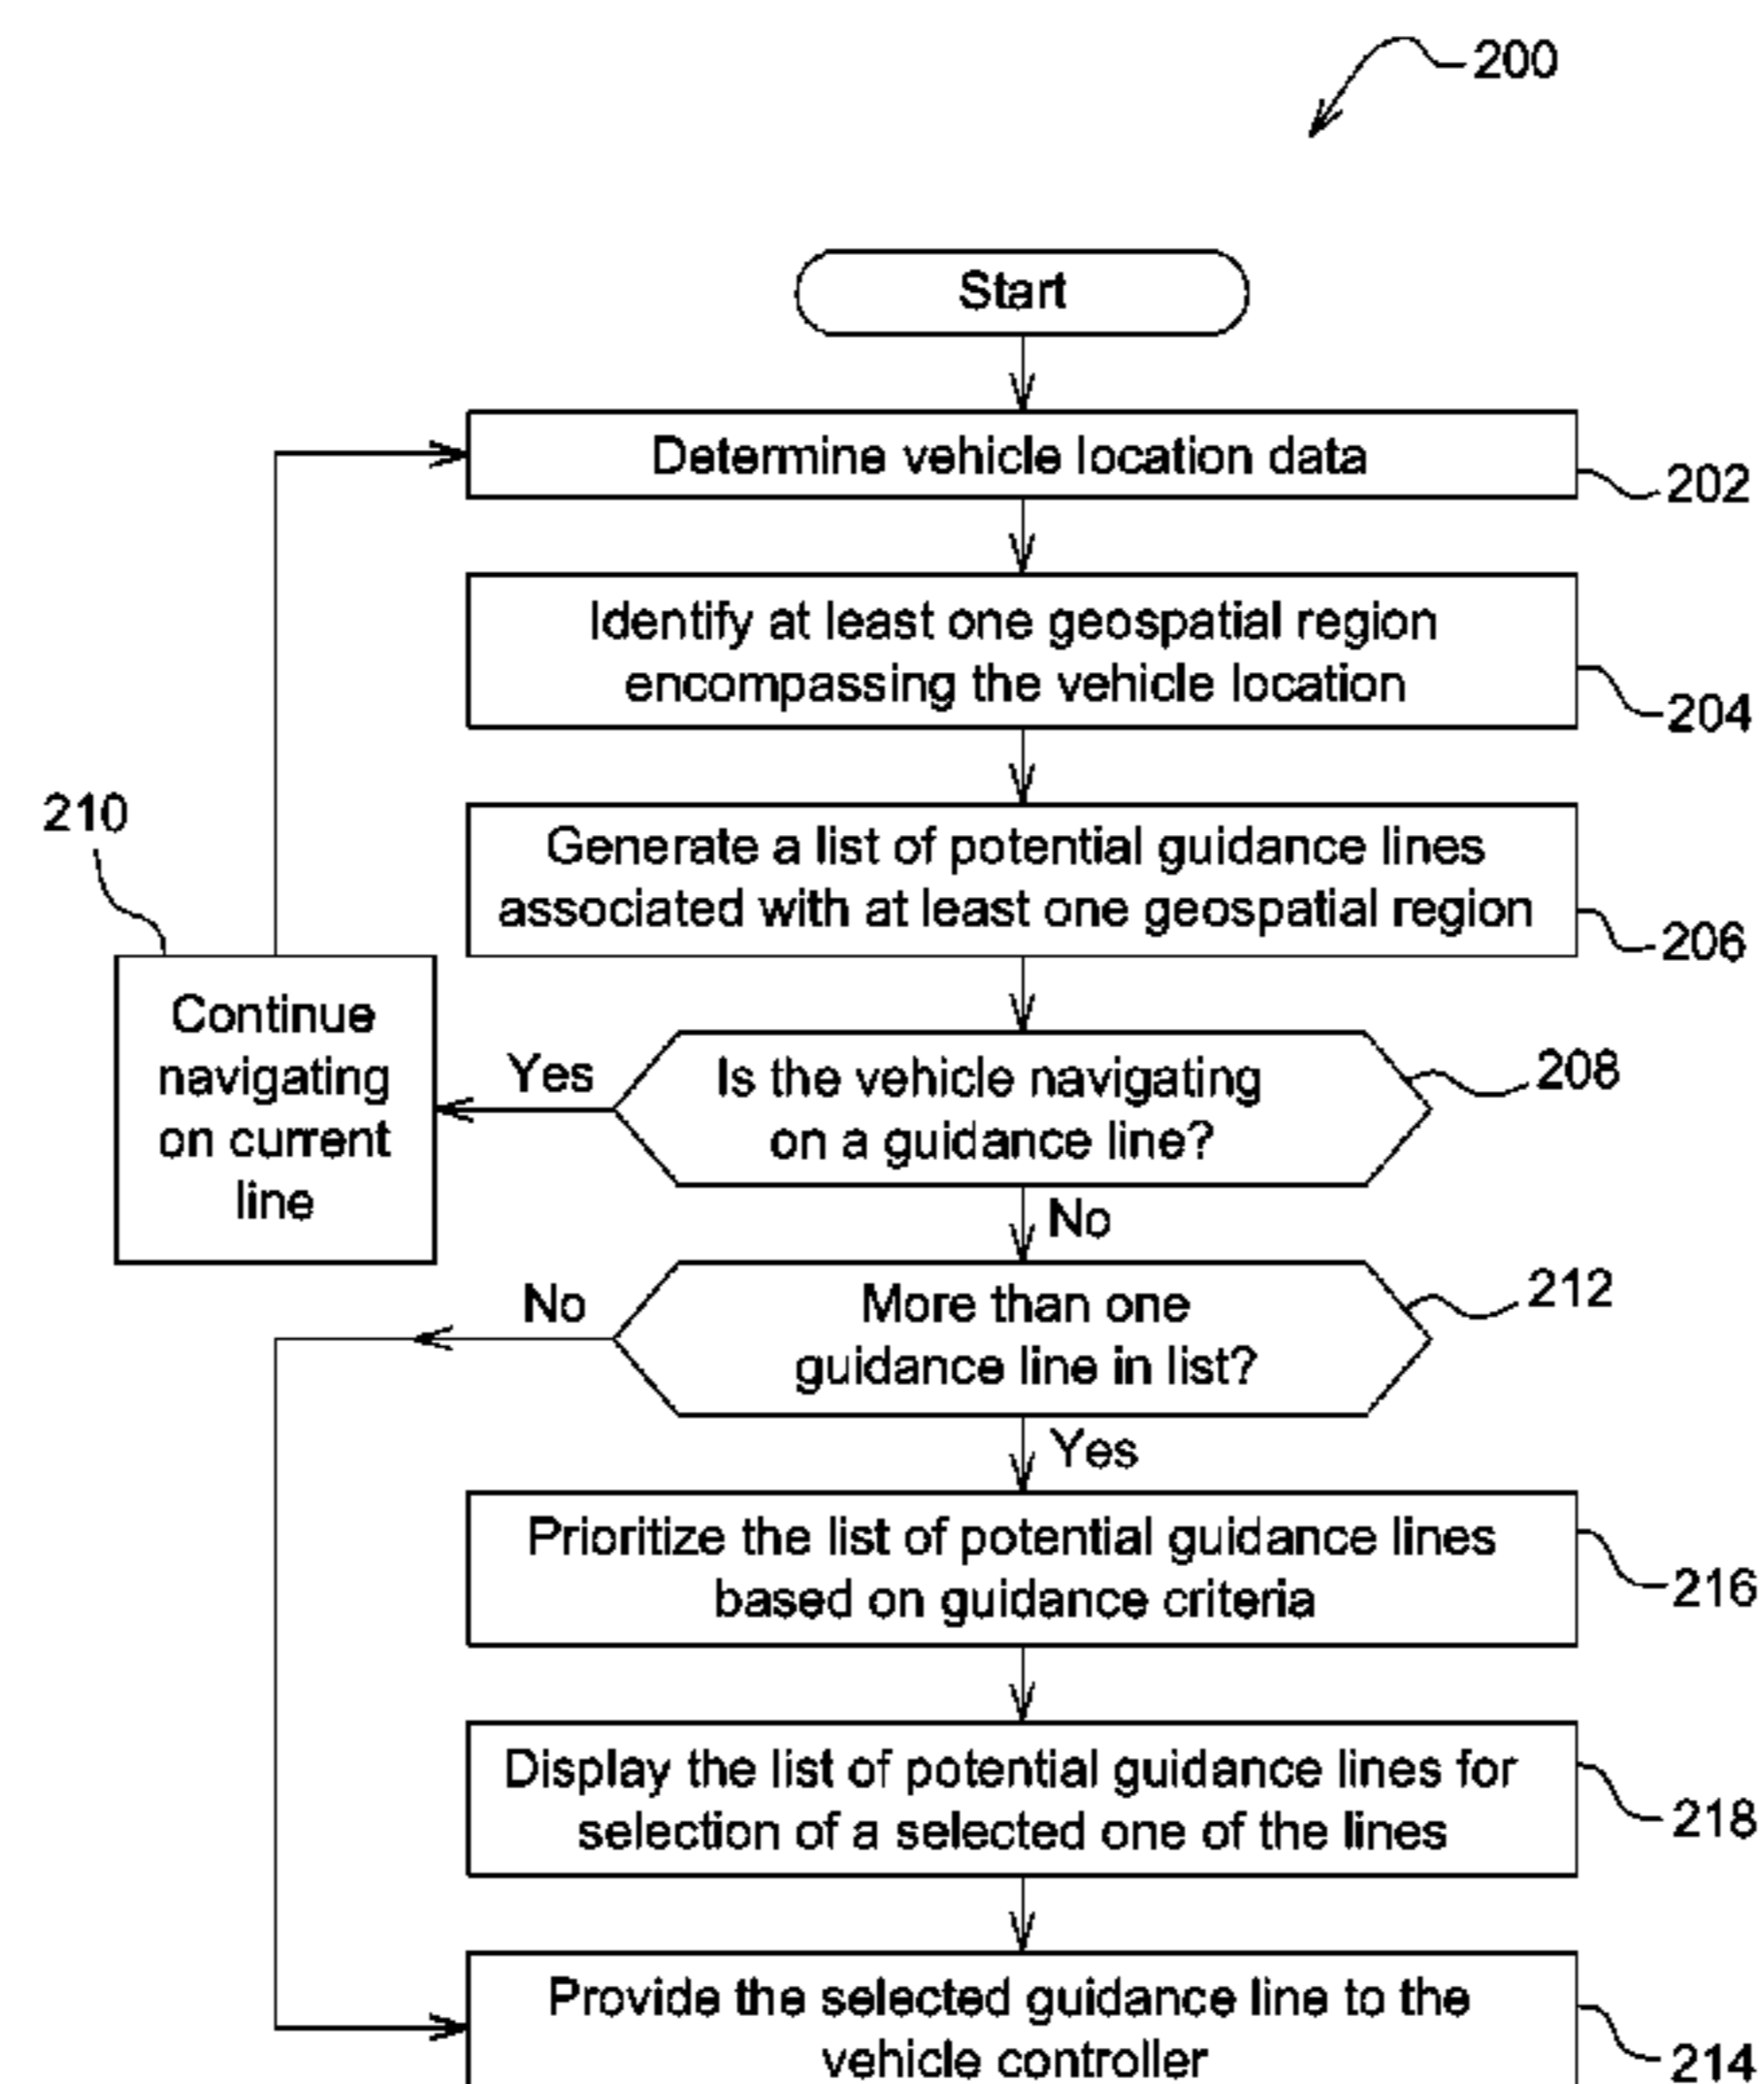 200
Start
Determine vehicle location data
202
Identify at least one geospatial region
encompassing the vehicle location
204
210
Generate a list of potential guidance lines
associated with at least one geospatial region
206
Continue
navigating
on current
line
Yes
Is the vehicle navigating
on a guidance line?
208
No
No
More than one
guidance line in list?
212
Yes
Prioritize the list of potential guidance lines
based on guidance criteria
216
Display the list of potential guidance lines for
selection of a selected one of the lines
218
Provide the selected guidance line to the
vehicle controller
214